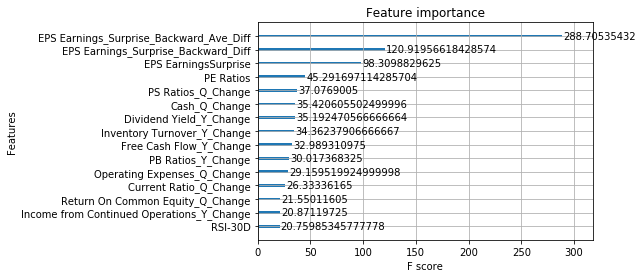 Feature importance
EPS Earnings_Surprise_Backward_Ave_Diff 288.70535432
EPS Earnings_Surprise_Backward_Diff 120.91956618428574
EPS EarningsSurprise 98.3098829625
PE Ratios 45.291697114285704
PS Ratios_Q_Change 37.0769005
Cash_Q_Change 35.420605502499996
Dividend Yield_Y_Change 35.192470566666664
Inventory Turnover_Y_Change 34.36237906666667
Free Cash Flow_Y_Change 32.989310975
PB Ratios_Y_Change 30.017368325
Operating Expenses_Q_Change 29.159519924999998
Current Ratio_Q_Change 26.33336165
Return On Common Equity_Q_Change 21.55011605
Income from Continued Operations_Y_Change 20.87119725
RSI-30D 20.75985345777778
Features
0 50 100 150 200 250 300
F score